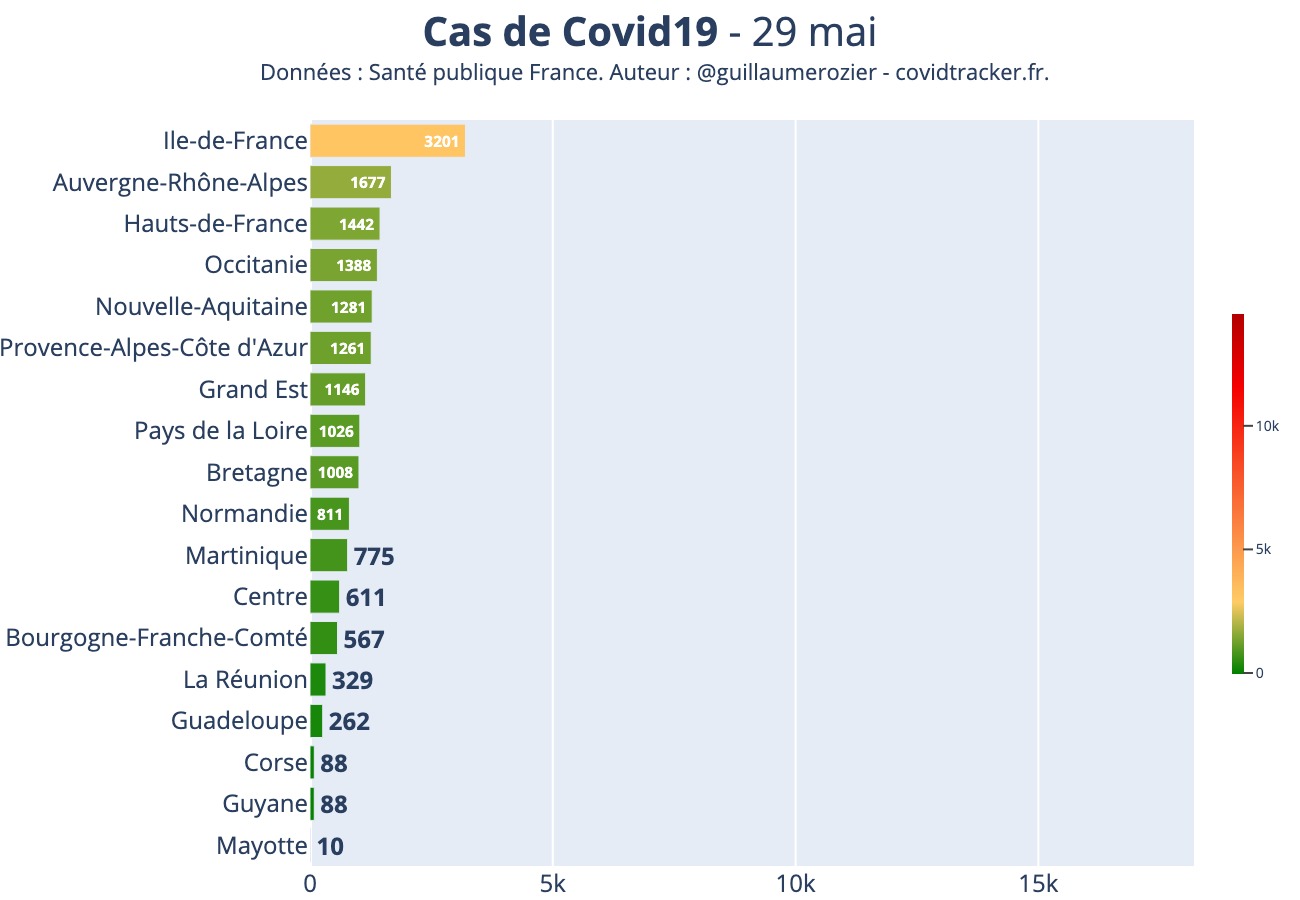 Cas de Covid19 - 29 mai
Données : Santé publique France. Auteur : @guillaumerozier - covidtracker.fr.
Ile-de-France 3201
Auvergne-Rhône-Alpes 1677
Hauts-de-France 1442
Occitanie 1388
Nouvelle-Aquitaine 1281
Provence-Alpes-Côte d'Azur 1261
Grand Est 1146
Pays de la Loire 1026
Bretagne 1008
Normandie 811
Martinique 775
Centre 611
Bourgogne-Franche-Comté 567
La Réunion 329
Guadeloupe 262
Corse 88
Guyane 88
Mayotte 10
0 5k 10k 15k
10k
5k
0